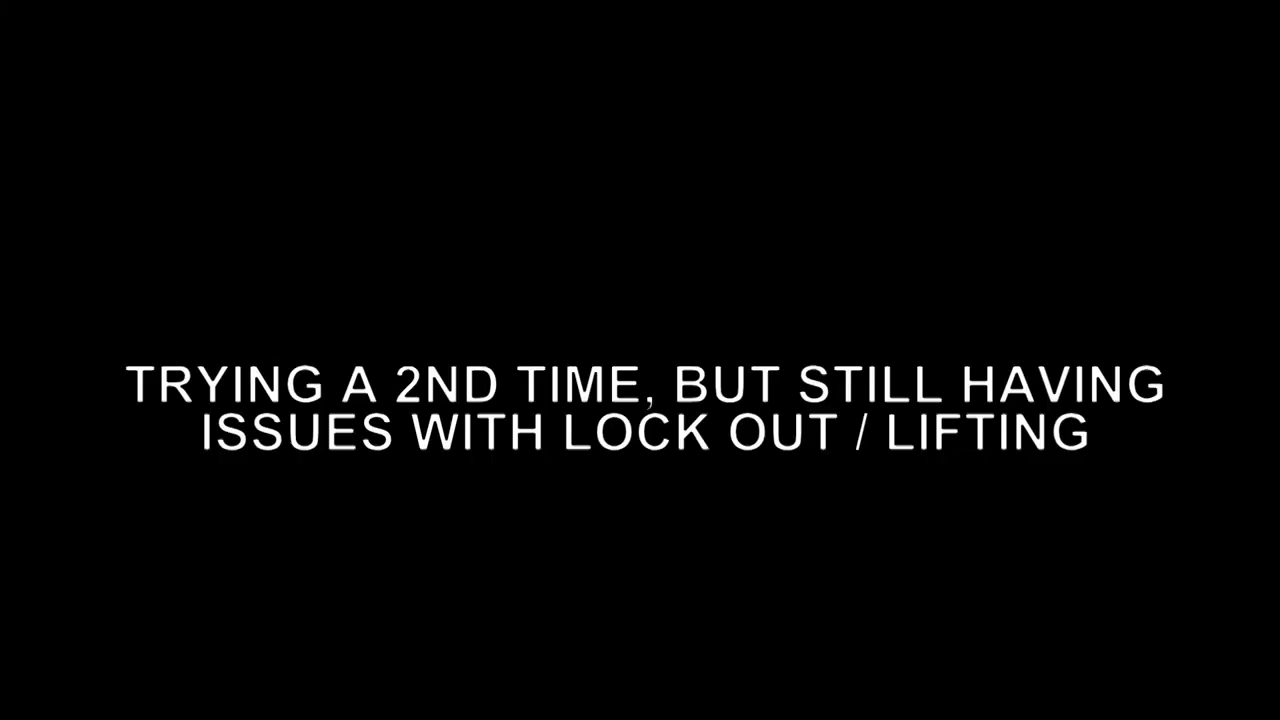 TRYING A 2ND TIME, BUT STILL HAVING
ISSUES WITH LOCK OUT / LIFTING